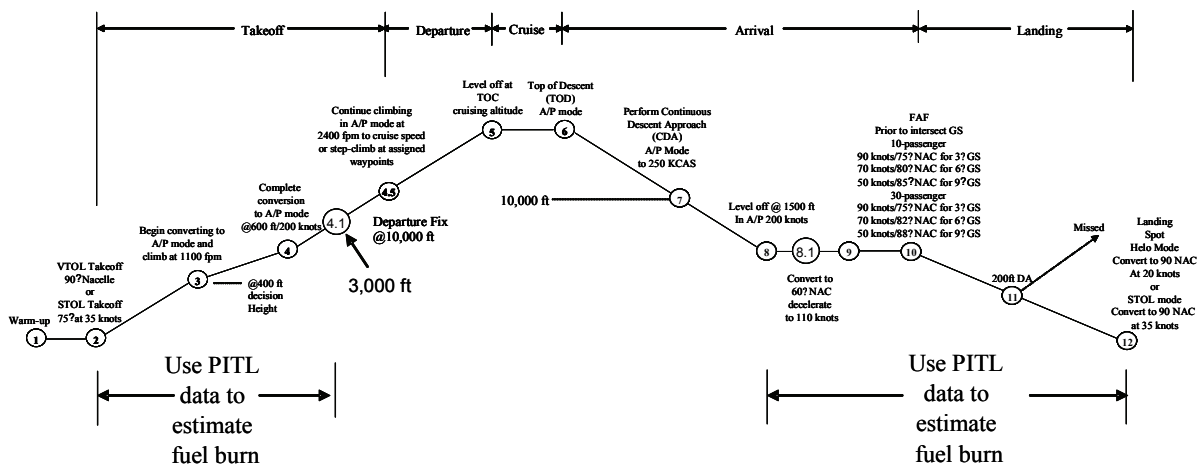 Takeoff
Departure
Cruise
Arrival
Landing
Warm-up
1
2
VTOL Takeoff
90?Nacelle
or
STOL Takeoff
75?at 35 knots
3
Begin converting to
A/P mode and
climb at 1100 fpm
@400 ft
decision
Height
4
Complete
conversion
to A/P mode
@600 ft/200 knots
4.1
3,000 ft
4.5
Continue climbing
in A/P mode at
2400 fpm to cruise speed
or step-climb at assigned
waypoints
Departure Fix
@10,000 ft
5
Level off at
TOC
cruising altitude
6
Top of Descent
(TOD)
A/P mode
Perform Continuous
Descent Approach
(CDA)
A/P Mode
to 250 KCAS
10,000 ft
7
Level off @ 1500 ft
In A/P 200 knots
8
8.1
9
Convert to
60? NAC
decelerate
to 110 knots
FAF
Prior to intersect GS
10-passenger
90 knots/75? NAC for 3? GS
70 knots/80? NAC for 6? GS
50 knots/85? NAC for 9? GS
30-passenger
90 knots/75? NAC for 3? GS
70 knots/82? NAC for 6? GS
50 knots/88? NAC for 9? GS
10
200ft DA
11
Missed
Landing
Spot
Helo Mode
Convert to 90 NAC
At 20 knots
or
STOL mode
Convert to 90 NAC
at 35 knots
12
Use PITL
data to
estimate
fuel burn
Use PITL
data to
estimate
fuel burn